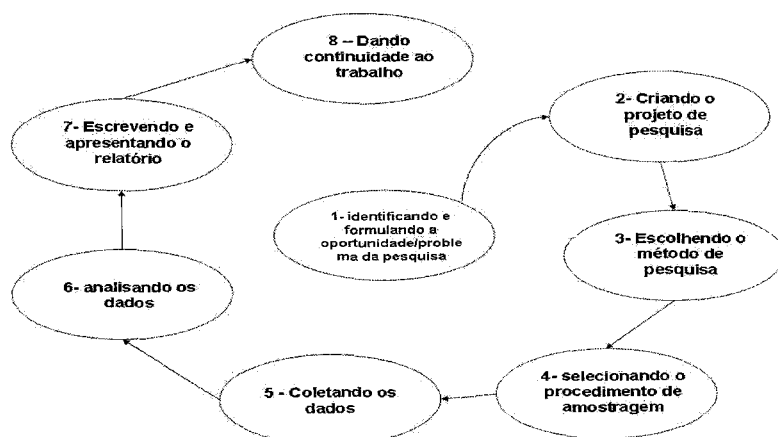 1- identificando e
formulando a
oportunidade/proble
ma da pesquisa
2- Criando o
projeto de
pesquisa
3- Escolhendo o
método de
pesquisa
4- selecionando o
procedimento de
amostragem
5 - Coletando os
dados
6- analisando os
dados
7- Escrevendo e
apresentando o
relatório
8 – Dando
continuidade ao
trabalho